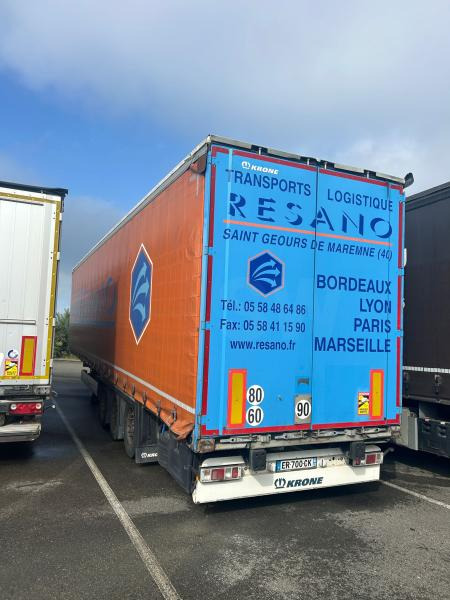 KRONE
TRANSPORTS LOGISTIQUE
RESANO
SAINT GEOURS DE MAREMNE (40)
BORDEAUX
LYON
PARIS
MARSEILLE
Tél.: 05 58 48 64 86
Fax: 05 58 41 15 90
www.resano.fr
80
60
90
ER-700-CK
KRONE